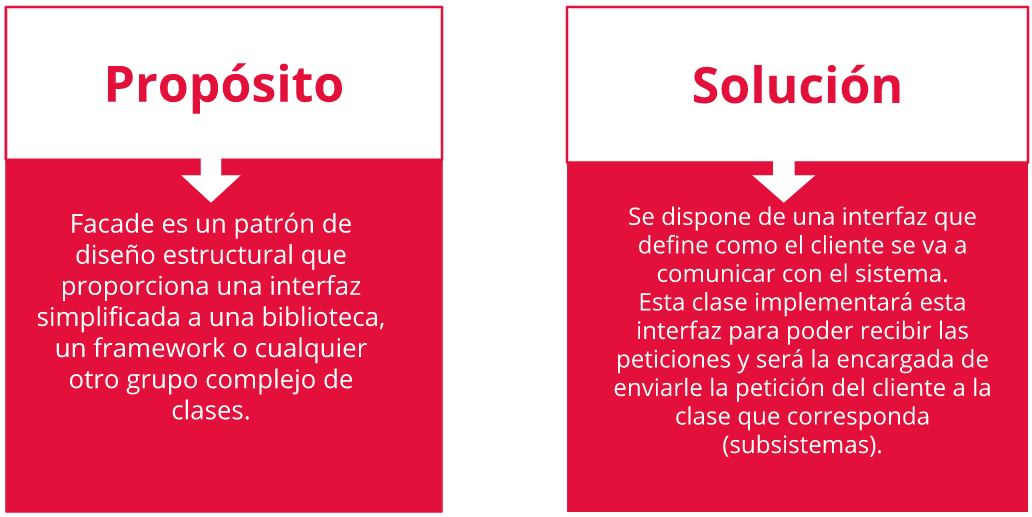 Propósito
Facade es un patrón de
diseño estructural que
proporciona una interfaz
simplificada a una biblioteca,
un framework o cualquier
otro grupo complejo de
clases.
Solución
Se dispone de una interfaz que
define como el cliente se va a
comunicar con el sistema.
Esta clase implementará esta
interfaz para poder recibir las
peticiones y será la encargada de
enviarle la petición del cliente a la
clase que corresponda
(subsistemas).